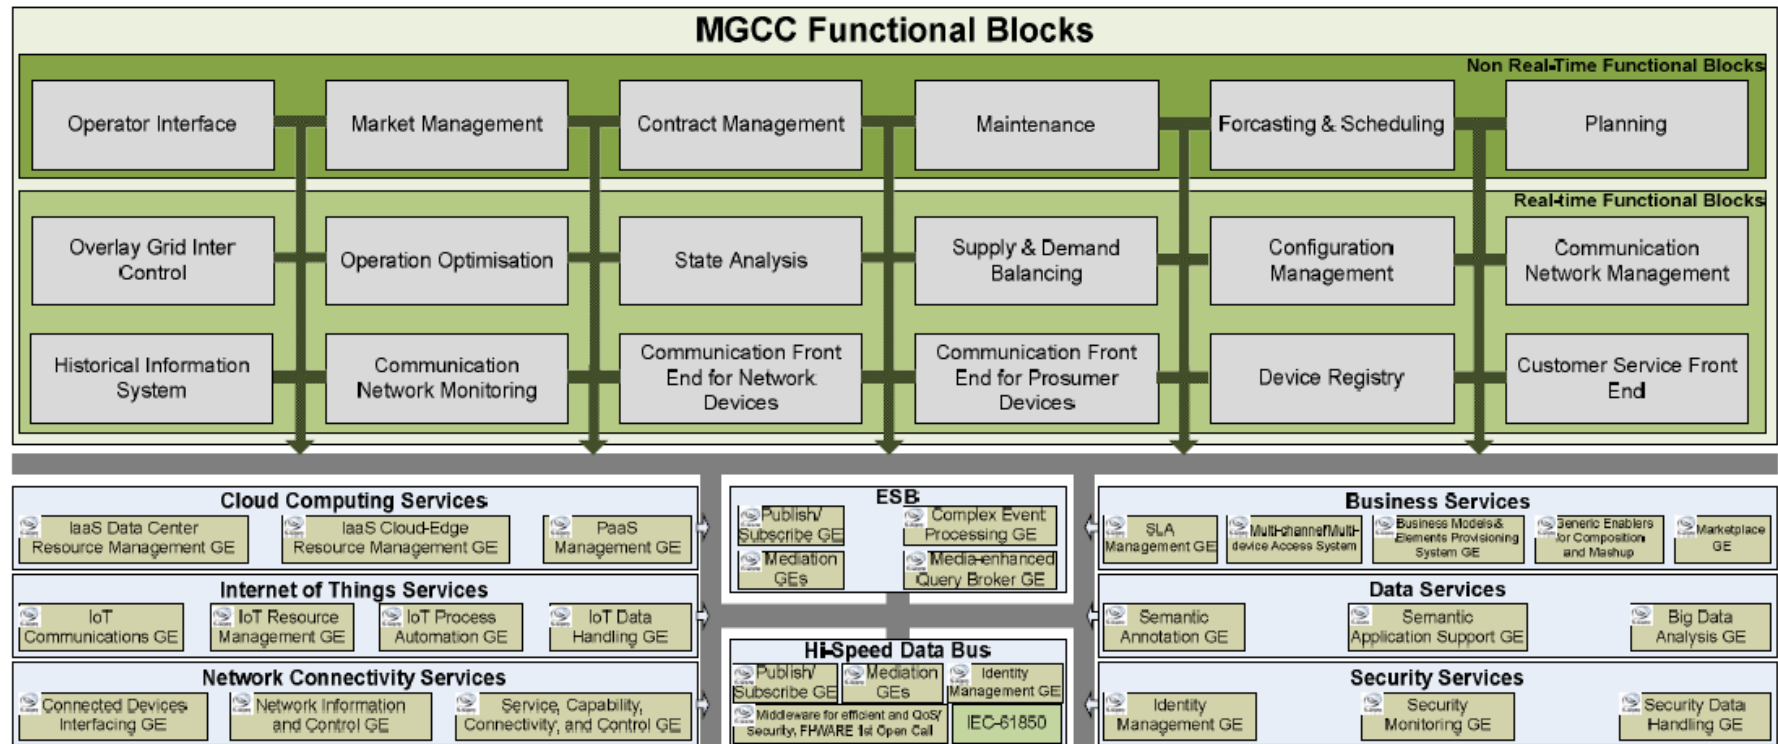 MGCC Functional Blocks
Non Real-Time Functional Blocks
Operator Interface
Market Management
Contract Management
Maintenance
Forcasting & Scheduling
Planning
Real-time Functional Blocks
Overlay Grid Inter
Control
Operation Optimisation
State Analysis
Supply & Demand
Balancing
Configuration
Management
Communication
Network Management
Historical Information
System
Communication
Network Monitoring
Communication Front
End for Network
Devices
Communication Front
End for Prosumer
Devices
Device Registry
Customer Service Front
End
Cloud Computing Services
IaaS Data Center
Resource Management GE
IaaS Cloud-Edge
Resource Management GE
PaaS
Management GE
Internet of Things Services
IoT
Communications GE
IoT Resource
Management GE
IoT Process
Automation GE
IoT Data
Handling GE
Network Connectivity Services
Connected Devices
Interfacing GE
Network Information
and Control GE
Service, Capability,
Connectivity, and Control GE
ESB
Publish/
Subscribe GE
Complex Event
Processing GE
Mediation
GEs
Media-enhanced
Query Broker GE
Hi-Speed Data Bus
Publish/
Subscribe GE
Mediation
GEs
Identity
Management GE
Middleware for efficient and QoS/
Security, FI-WARE 1st Open Call
IEC-61850
Business Services
SLA
Management GE
Multi-channel/Multi-
device Access System
Business Models &
Elements Provisioning
System GE
Generic Enablers
for Composition
and Mashup
Marketplace
GE
Data Services
Semantic
Annotation GE
Semantic
Application Support GE
Big Data
Analysis GE
Security Services
Identity
Management GE
Security
Monitoring GE
Security Data
Handling GE